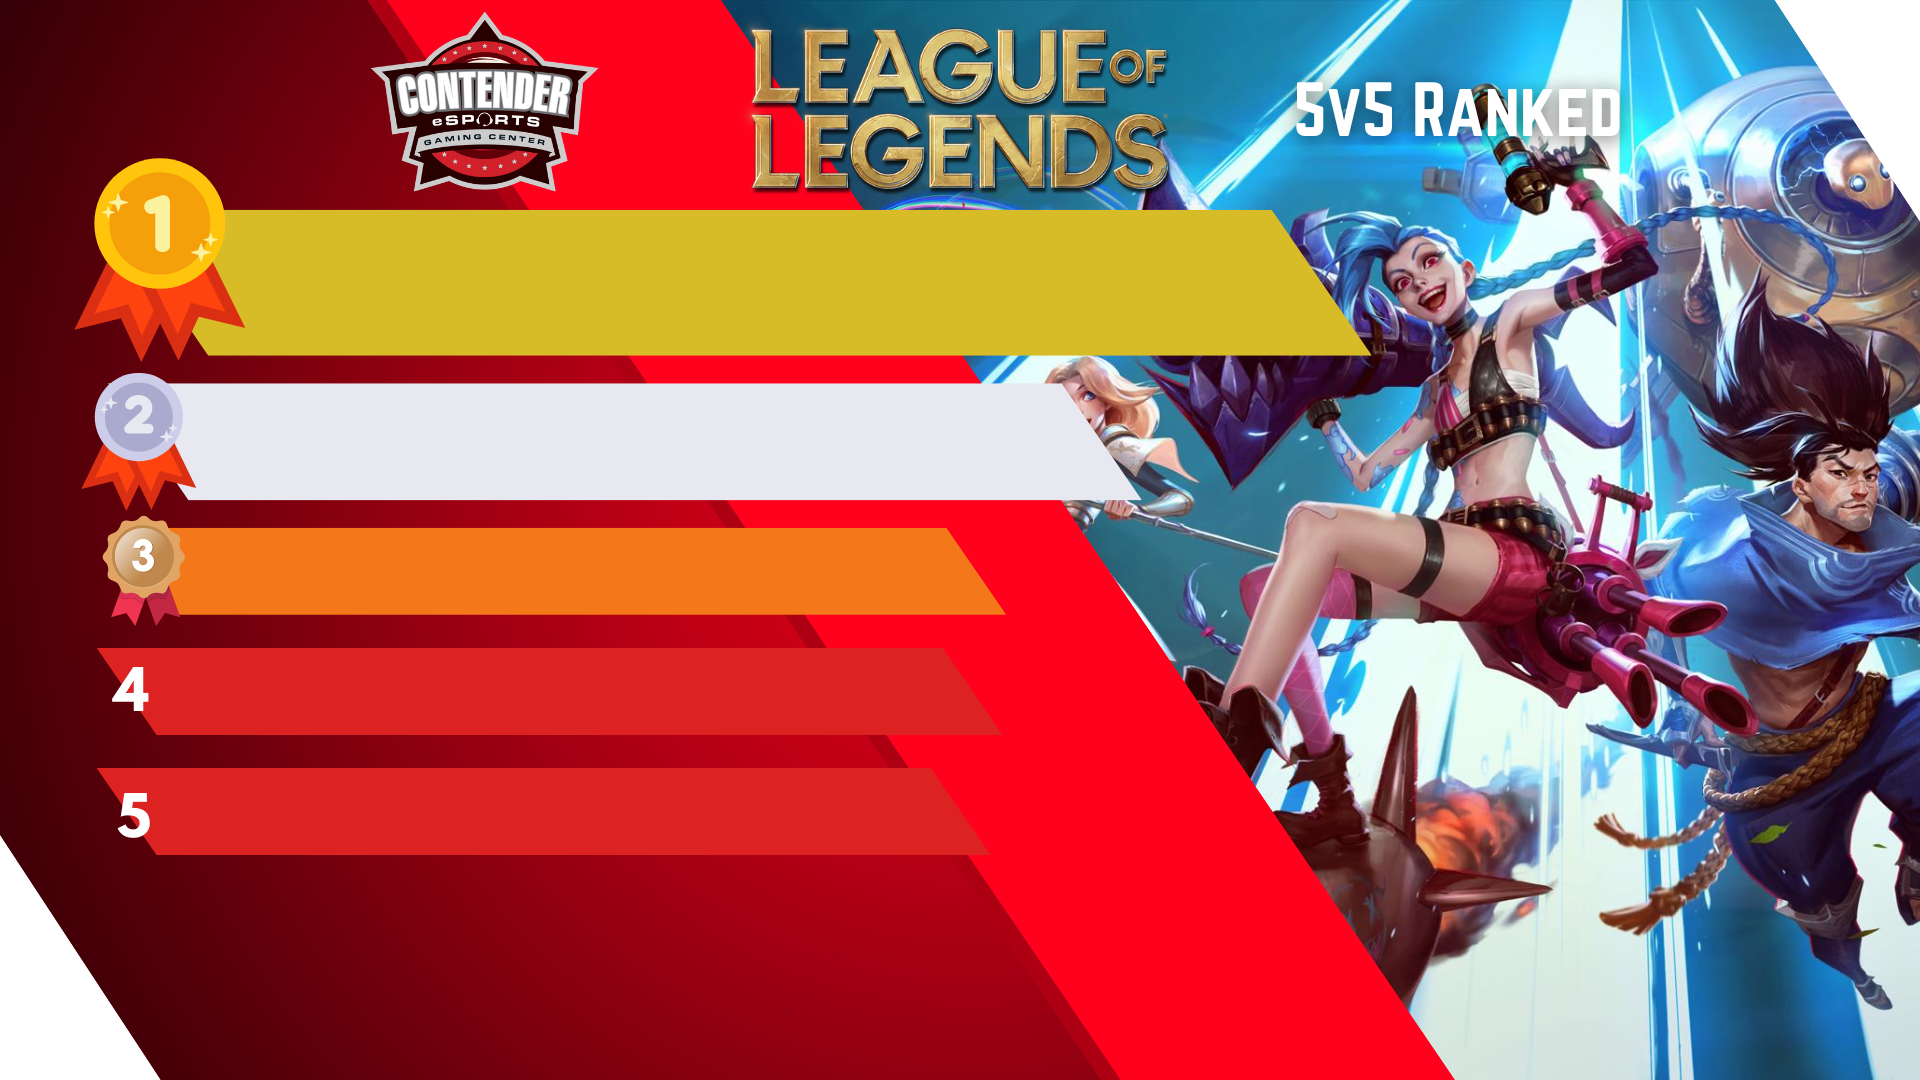 CONTENDER
eSPORTS
GAMING CENTER
LEAGUE OF
LEGENDS
5v5 Ranked
1
2
3
4
5